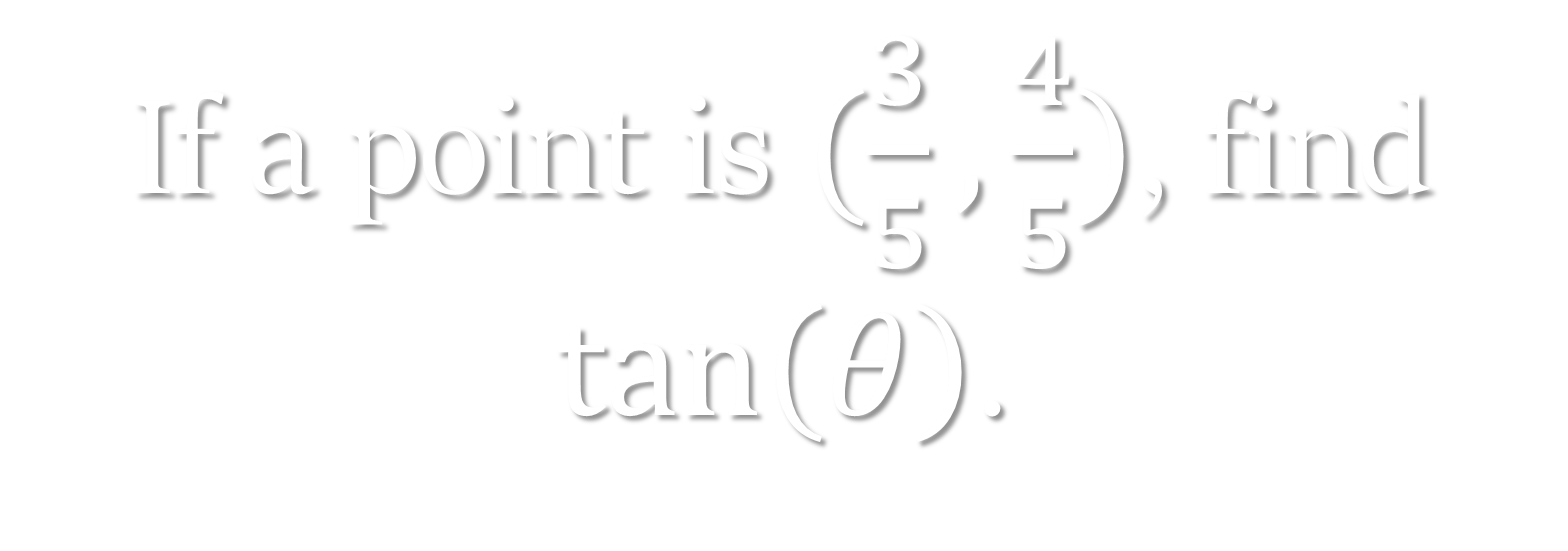 If a point is (3/5, 4/5), find
tan(θ).